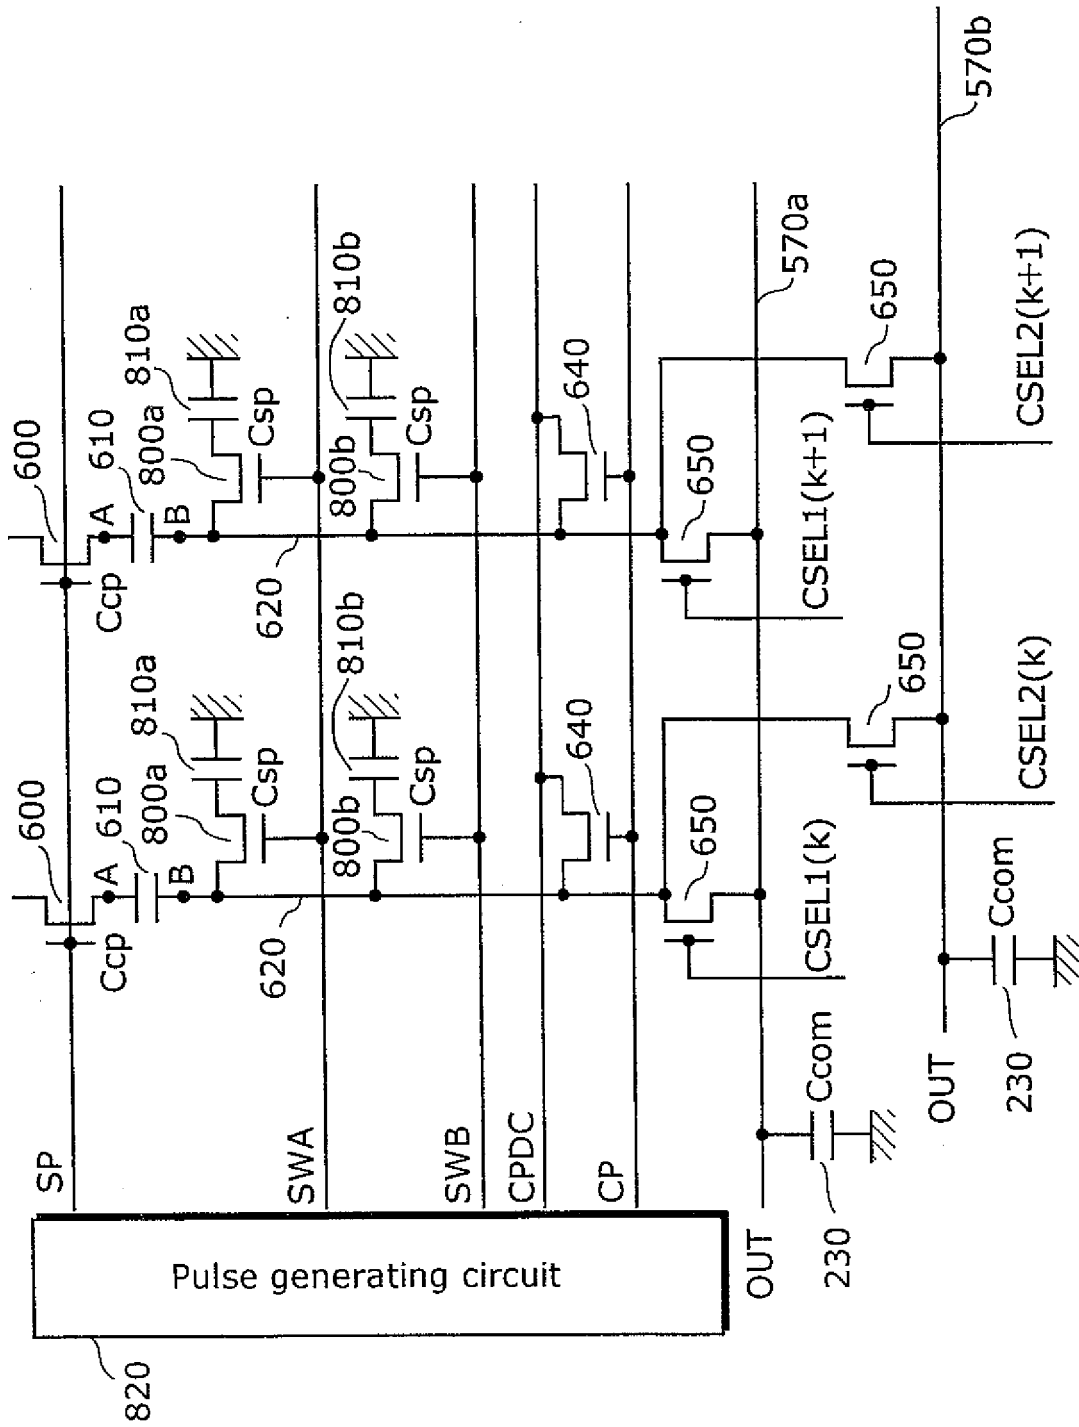 600
A
Ccp
610
B
800a
810a
Csp
620
800b
810b
Csp
640
650
CSEL1(k)
650
CSEL2(k)
600
A
Ccp
610
B
800a
810a
Csp
620
800b
810b
Csp
640
650
CSEL1(k+1)
650
CSEL2(k+1)
570a
570b
SP
SWA
SWB
CPDC
CP
OUT
Ccom
230
OUT
Ccom
230
Pulse generating circuit
820